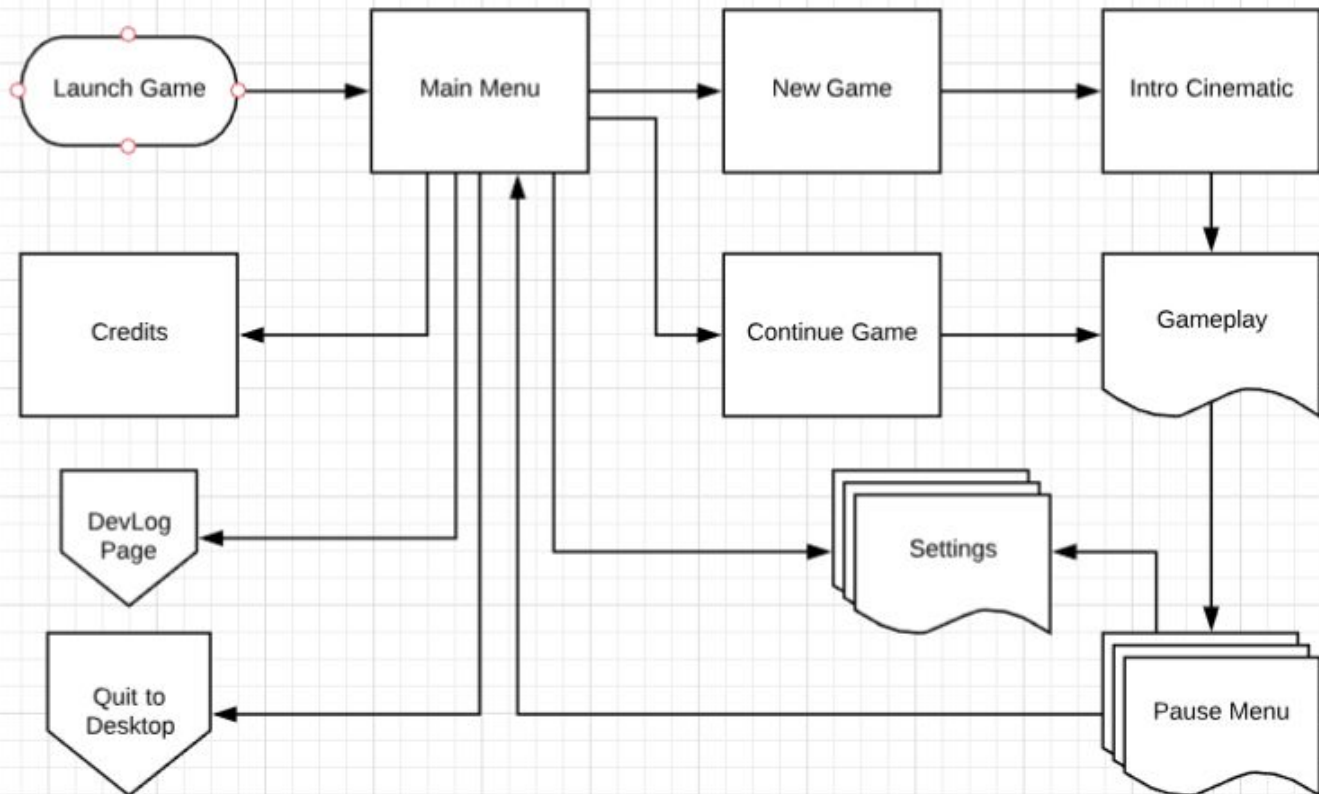 Launch Game
Main Menu
New Game
Intro Cinematic
Credits
Continue Game
Gameplay
DevLog
Page
Settings
Quit to
Desktop
Pause Menu